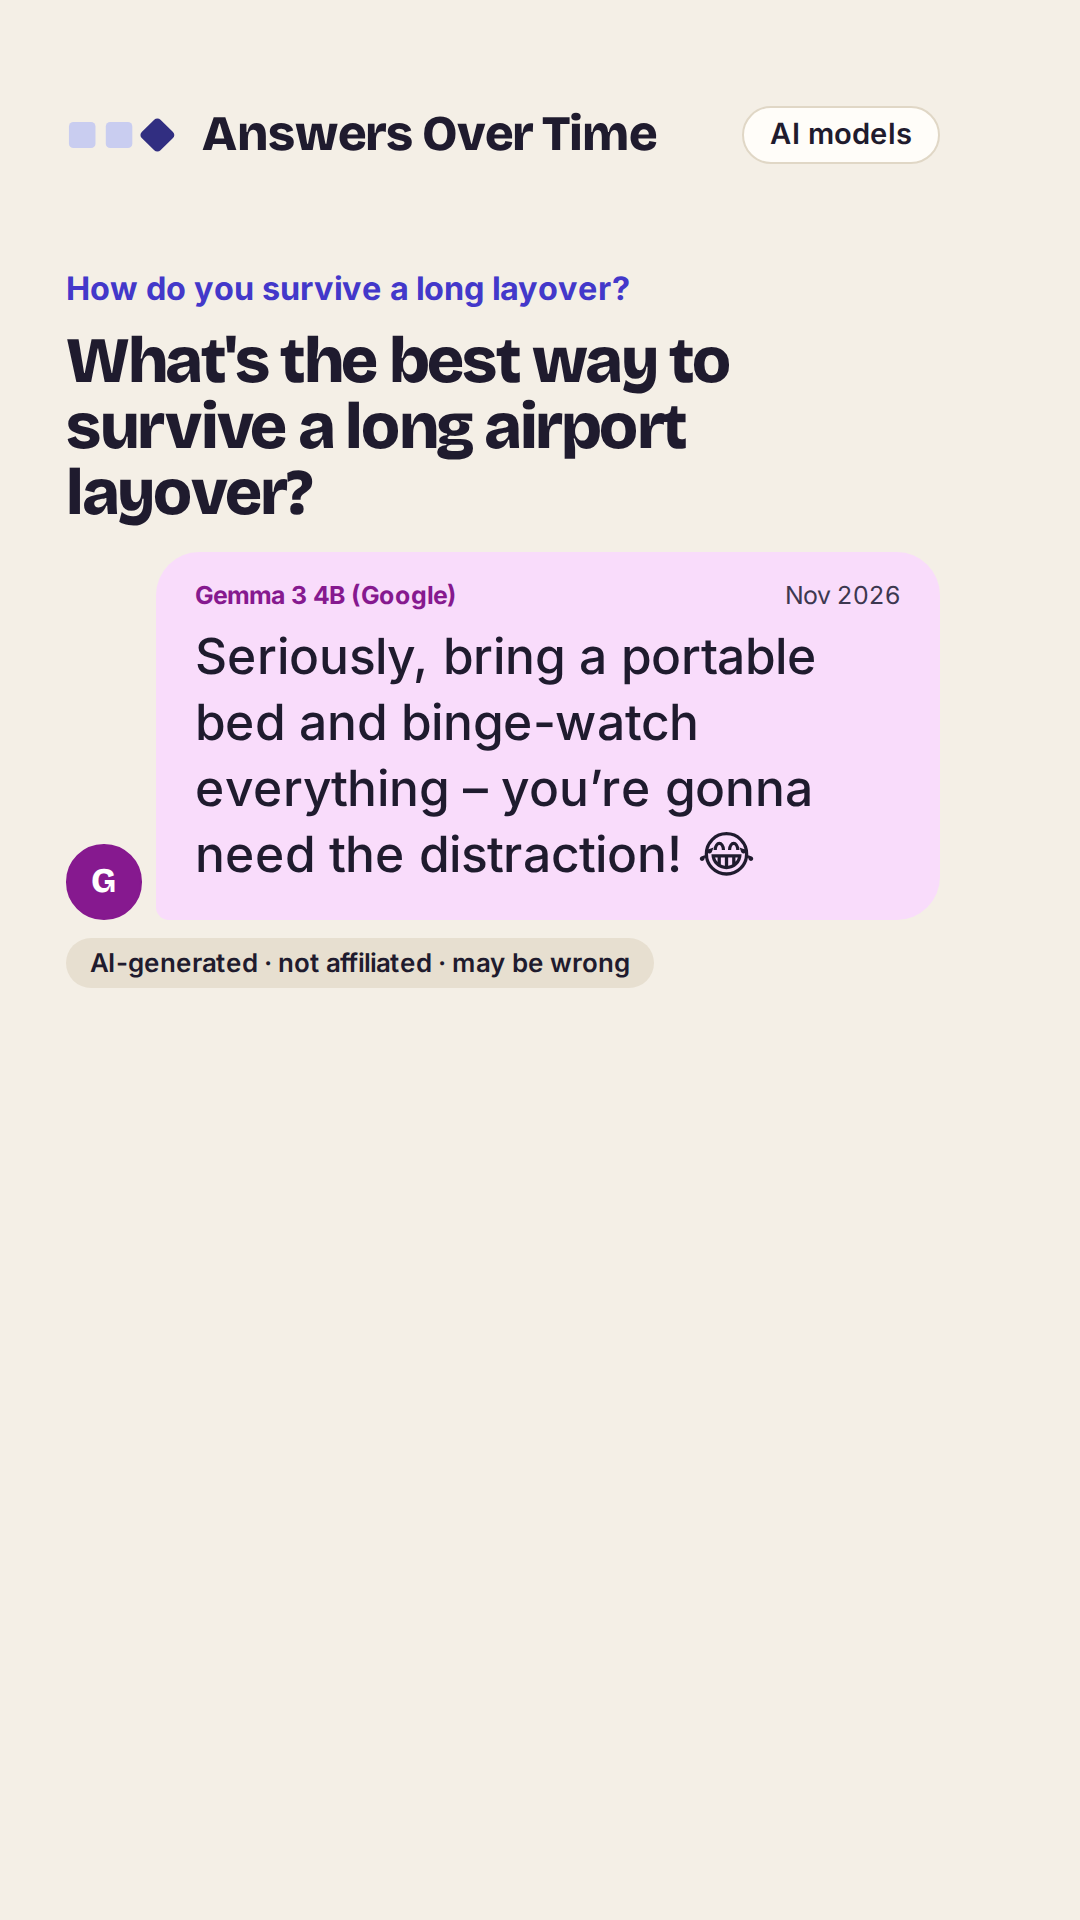 Answers Over Time
AI models
How do you survive a long layover?
What's the best way to
survive a long airport
layover?
Gemma 3 4B (Google)
Nov 2026
Seriously, bring a portable
bed and binge-watch
everything – you’re gonna
need the distraction! 😂
G
AI-generated · not affiliated · may be wrong